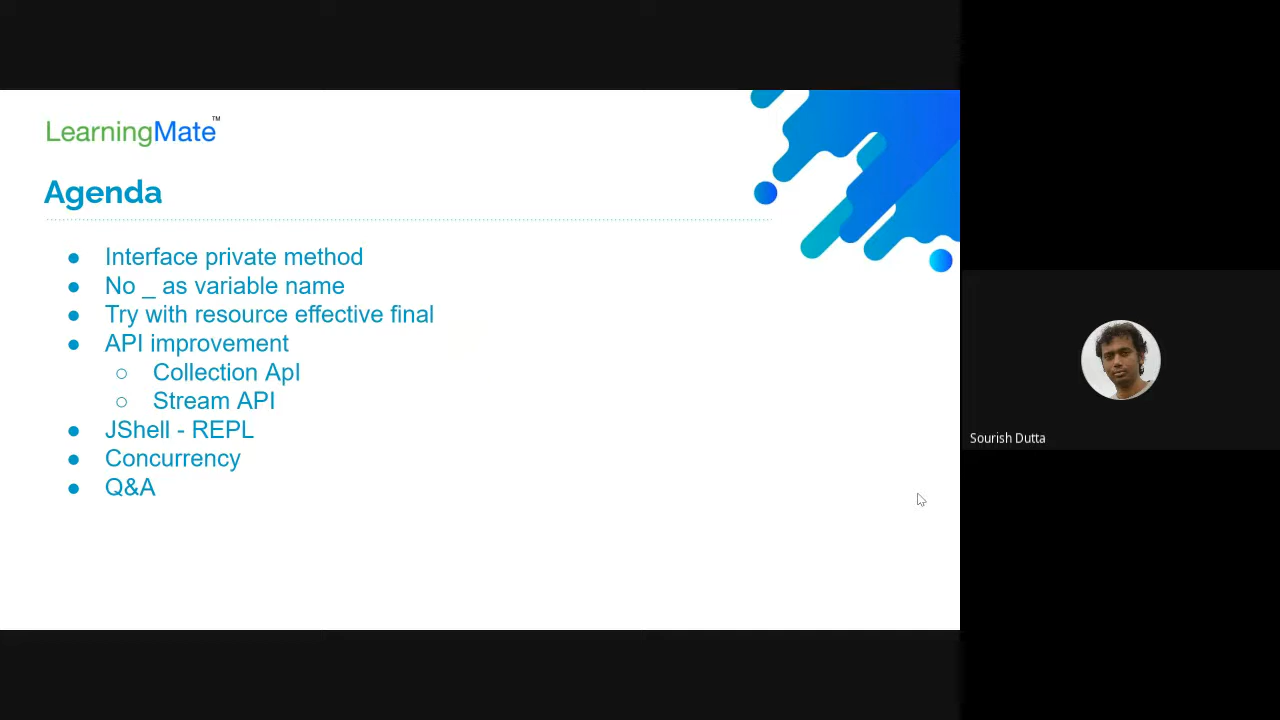 LearningMate™
Agenda
● Interface private method
● No _ as variable name
● Try with resource effective final
● API improvement
○ Collection ApI
○ Stream API
● JShell - REPL
● Concurrency
● Q&A
Sourish Dutta